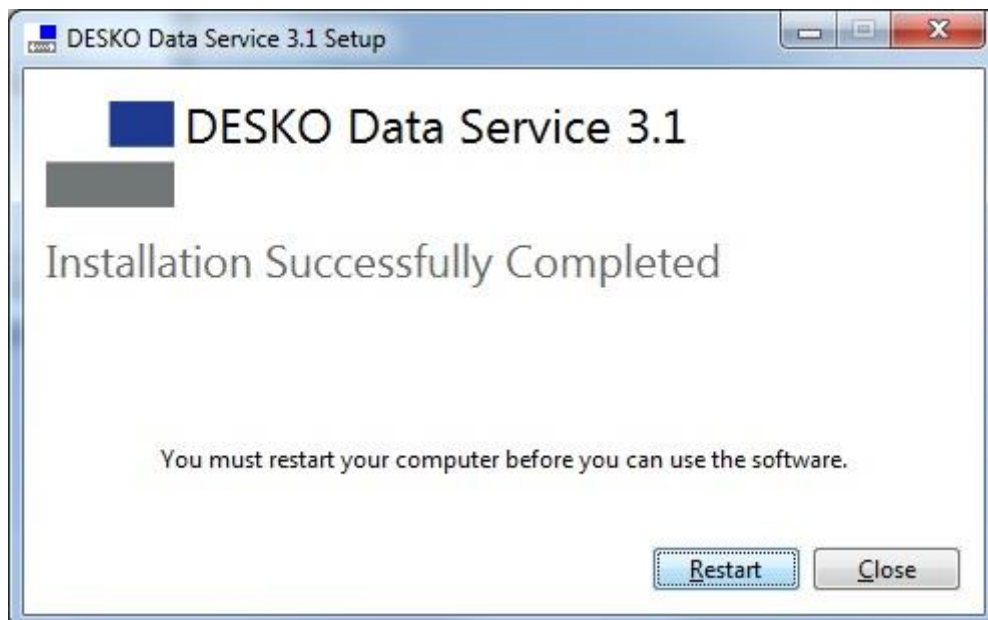 DESKO Data Service 3.1 Setup
DESKO Data Service 3.1
Installation Successfully Completed
You must restart your computer before you can use the software.
Restart
Close